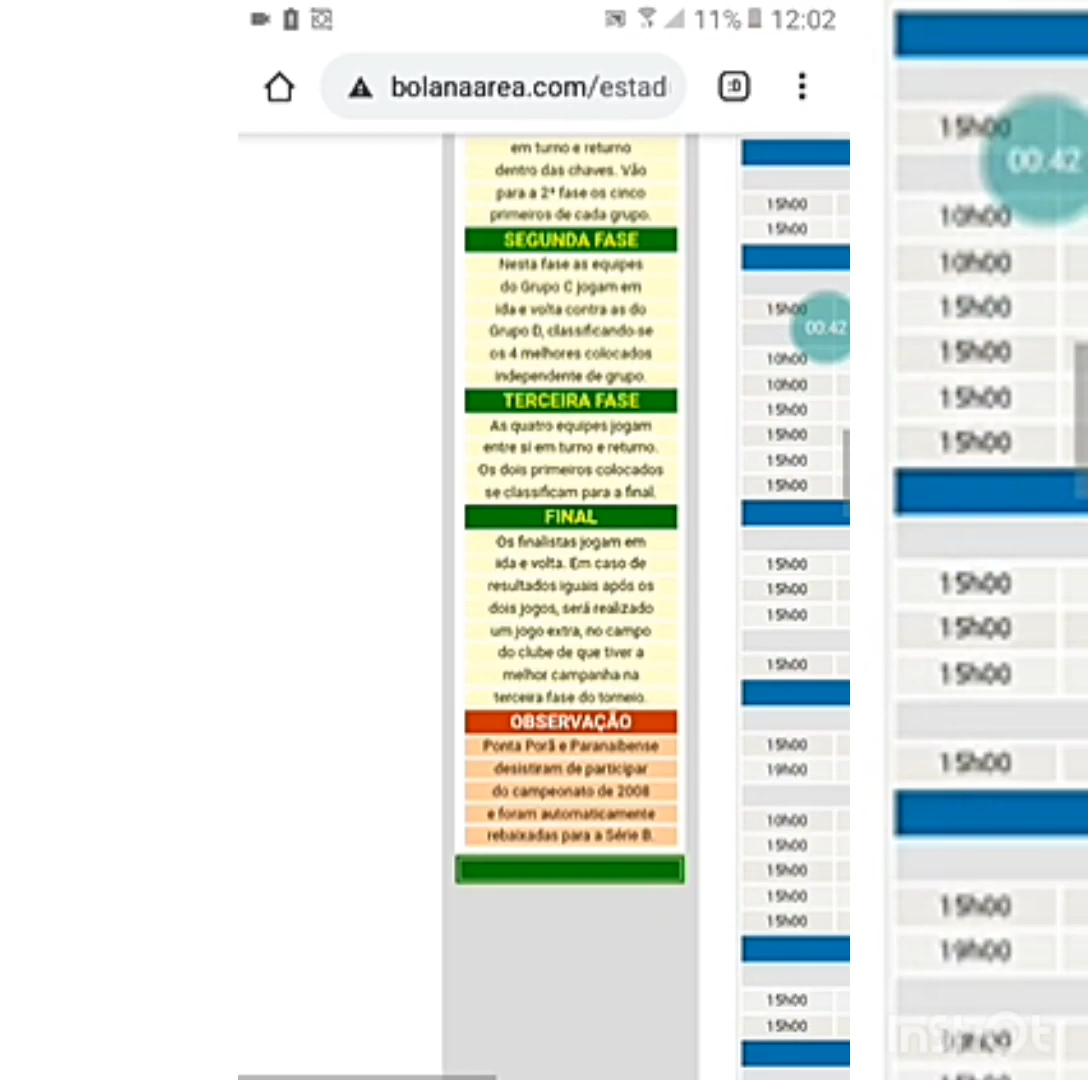 11% 12:02
bolanaarea.com/estad
:D
em turno e returno
dentro das chaves. Vão
para a 2ª fase os cinco
primeiros de cada grupo.
SEGUNDA FASE
Nesta fase as equipes
do Grupo C jogam em
ida e volta contra as do
Grupo D, classificando-se
os 4 melhores colocados
independente de grupo.
TERCEIRA FASE
As quatro equipes jogam
entre si em turno e returno.
Os dois primeiros colocados
se classificam para a final.
FINAL
Os finalistas jogam em
ida e volta. Em caso de
resultados iguais após os
dois jogos, será realizado
um jogo extra, no campo
do clube de que tiver a
melhor campanha na
terceira fase do torneio.
OBSERVAÇÃO
Ponta Porã e Paranaibense
desistiram de participar
do campeonato de 2008
e foram automaticamente
rebaixadas para a Série B.
15h00
15h00
15h00
00:42
10h00
10h00
15h00
15h00
15h00
15h00
15h00
15h00
15h00
15h00
15h00
19h00
10h00
15h00
15h00
15h00
15h00
15h00
15h00
15h00
00:42
10h00
10h00
15h00
15h00
15h00
15h00
15h00
15h00
15h00
15h00
15h00
19h00
InShOt
10h00